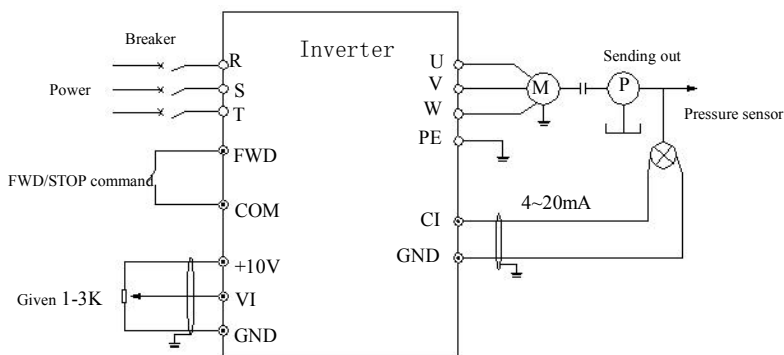 Breaker
Inverter
R
S
T
Power
FWD
FWD/STOP command
COM
+10V
Given 1-3K
VI
GND
U
V
W
PE
M
P
Sending out
Pressure sensor
CI
4~20mA
GND